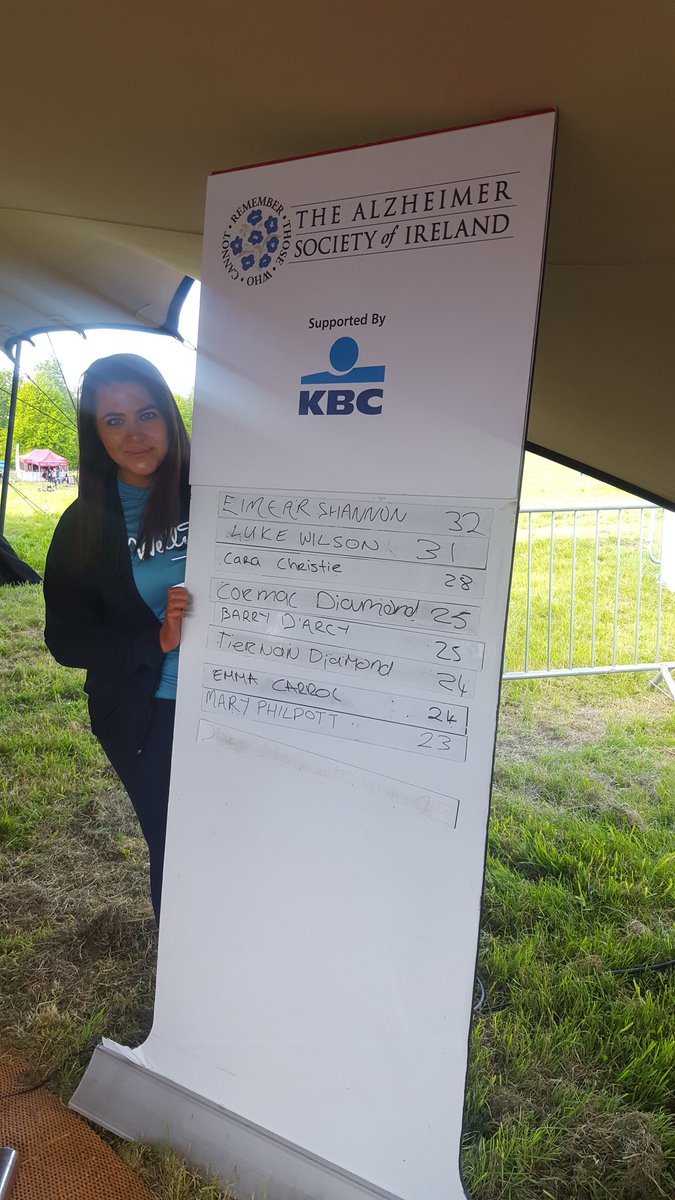 THE ALZHEIMER
SOCIETY of IRELAND
REMEMBER · THOSE · WHO · CANNOT ·
Supported By
KBC
EIMEAR SHANNON 32
LUKE WILSON 31
Cara Christie 28
Cormac Diamond 25
BARRY D'ARCY 25
TIERNAN DIamond 24
EMMA CARROL 24
MARY PHILPOTT 23